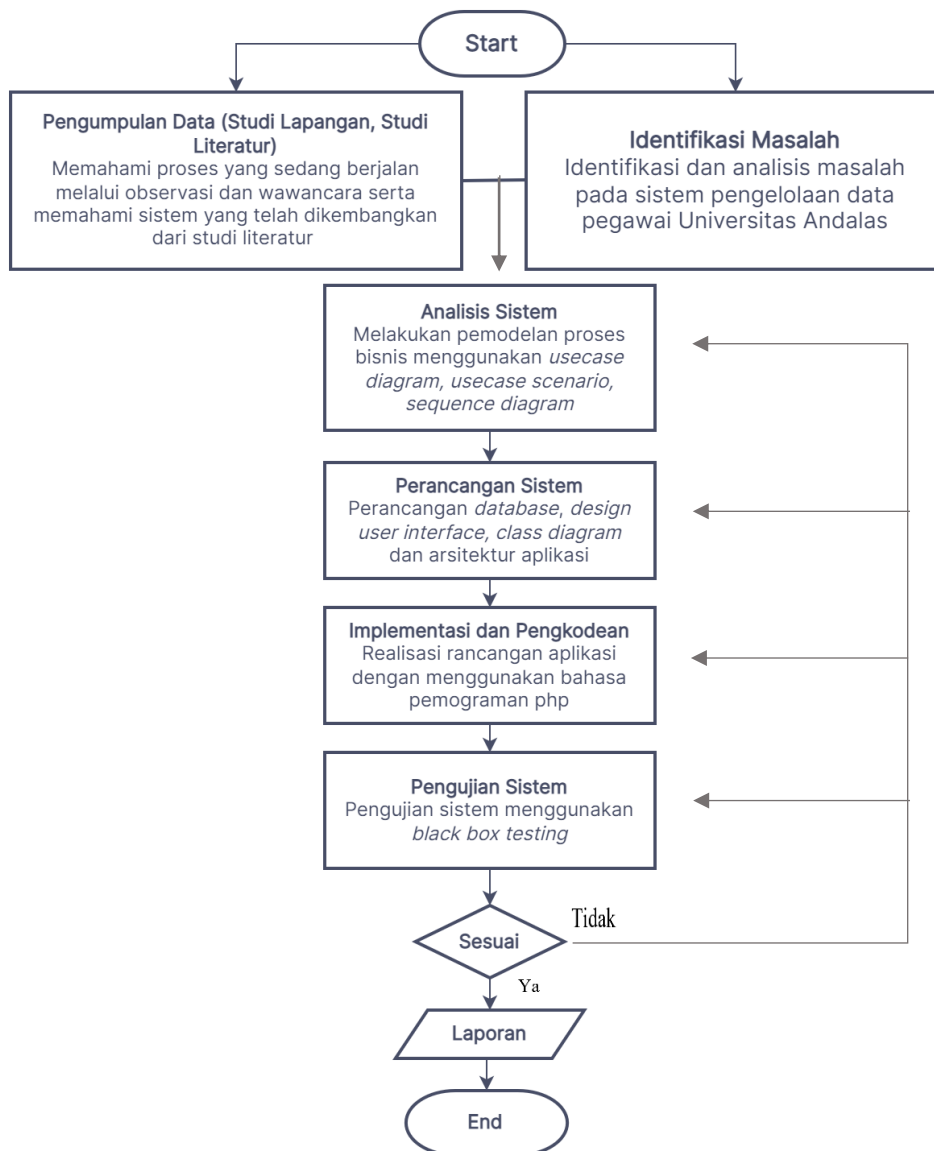 Start
Pengumpulan Data (Studi Lapangan, Studi
Literatur)
Memahami proses yang sedang berjalan
melalui observasi dan wawancara serta
memahami sistem yang telah dikembangkan
dari studi literatur
Identifikasi Masalah
Identifikasi dan analisis masalah
pada sistem pengelolaan data
pegawai Universitas Andalas
Analisis Sistem
Melakukan pemodelan proses
bisnis menggunakan usecase
diagram, usecase scenario,
sequence diagram
Perancangan Sistem
Perancangan database, design
user interface, class diagram
dan arsitektur aplikasi
Implementasi dan Pengkodean
Realisasi rancangan aplikasi
dengan menggunakan bahasa
pemograman php
Pengujian Sistem
Pengujian sistem menggunakan
black box testing
Sesuai
Tidak
Ya
Laporan
End